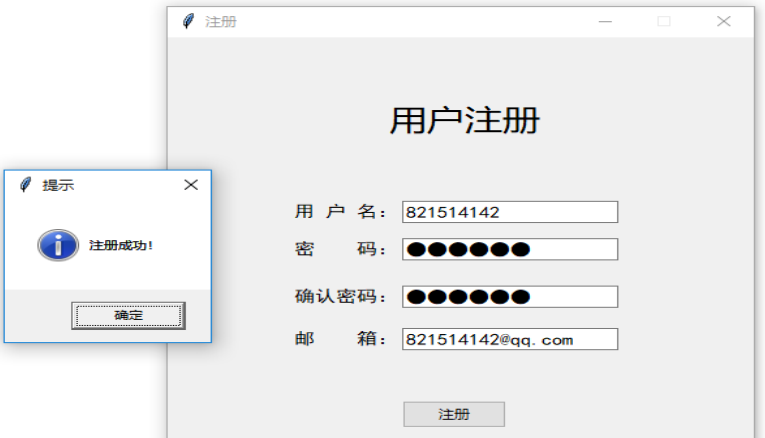 注册
用户注册
提示
用 户 名: 821514142
注册成功!
密 码: ●●●●●●
确定
确认密码: ●●●●●●
邮 箱: 821514142@qq.com
注册